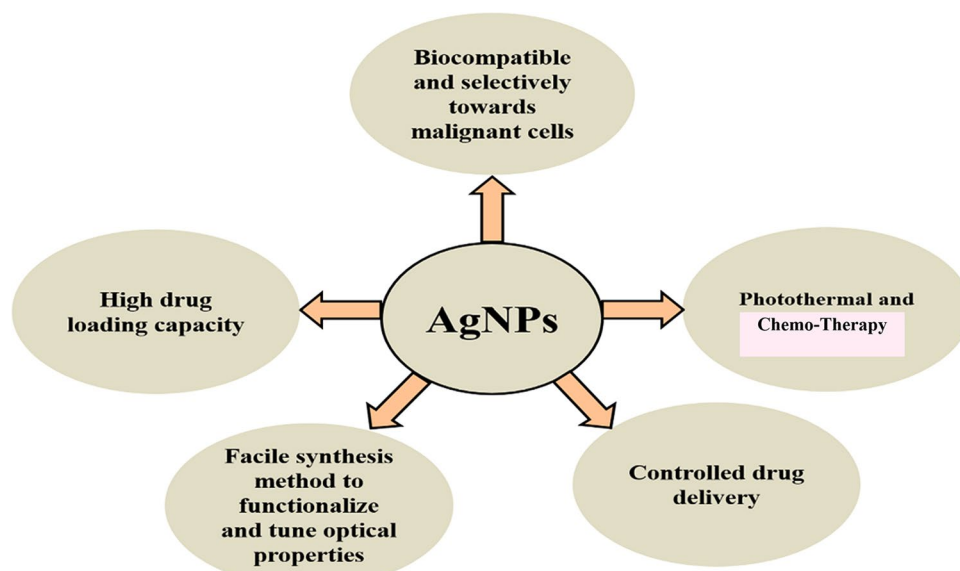 Biocompatible
and selectively
towards
malignant cells
High drug
loading capacity
AgNPs
Photothermal and
Chemo-Therapy
Facile synthesis
method to
functionalize
and tune optical
properties
Controlled drug
delivery